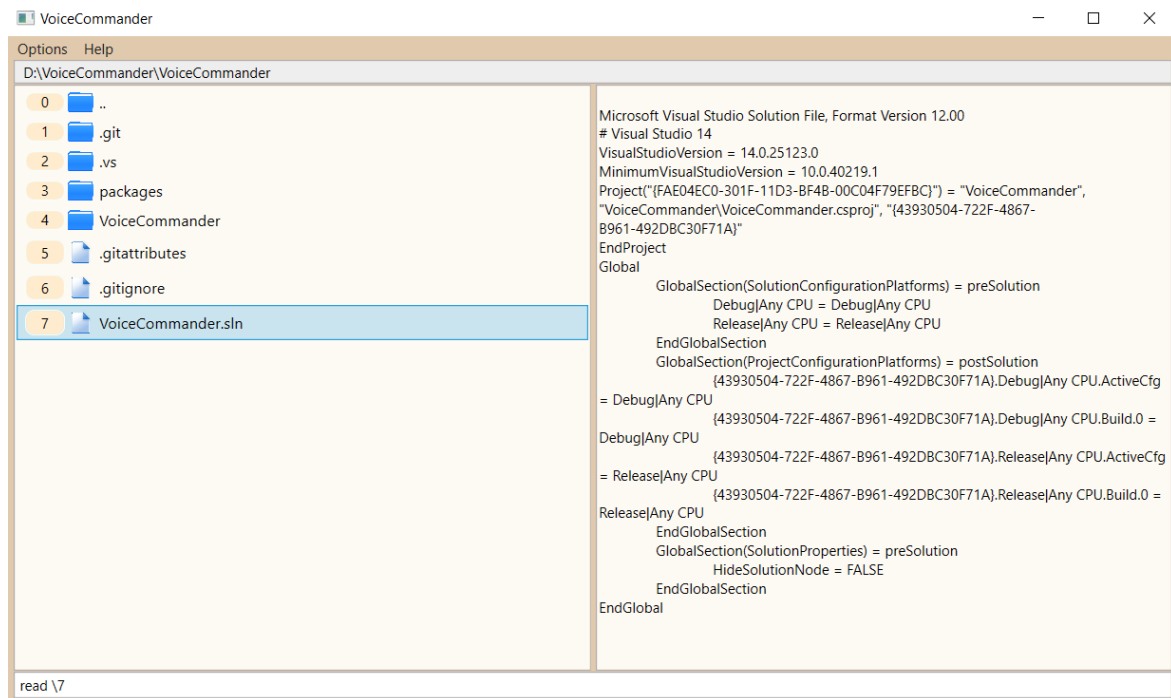 VoiceCommander
Options Help
D:\VoiceCommander\VoiceCommander
0 ..
1 .git
2 .vs
3 packages
4 VoiceCommander
5 .gitattributes
6 .gitignore
7 VoiceCommander.sln
Microsoft Visual Studio Solution File, Format Version 12.00
# Visual Studio 14
VisualStudioVersion = 14.0.25123.0
MinimumVisualStudioVersion = 10.0.40219.1
Project("{FAE04EC0-301F-11D3-BF4B-00C04F79EFBC}") = "VoiceCommander",
"VoiceCommander\VoiceCommander.csproj", "{43930504-722F-4867-
B961-492DBC30F71A}"
EndProject
Global
GlobalSection(SolutionConfigurationPlatforms) = preSolution
Debug|Any CPU = Debug|Any CPU
Release|Any CPU = Release|Any CPU
EndGlobalSection
GlobalSection(ProjectConfigurationPlatforms) = postSolution
{43930504-722F-4867-B961-492DBC30F71A}.Debug|Any CPU.ActiveCfg
= Debug|Any CPU
{43930504-722F-4867-B961-492DBC30F71A}.Debug|Any CPU.Build.0 =
Debug|Any CPU
{43930504-722F-4867-B961-492DBC30F71A}.Release|Any CPU.ActiveCfg
= Release|Any CPU
{43930504-722F-4867-B961-492DBC30F71A}.Release|Any CPU.Build.0 =
Release|Any CPU
EndGlobalSection
GlobalSection(SolutionProperties) = preSolution
HideSolutionNode = FALSE
EndGlobalSection
EndGlobal
read \7